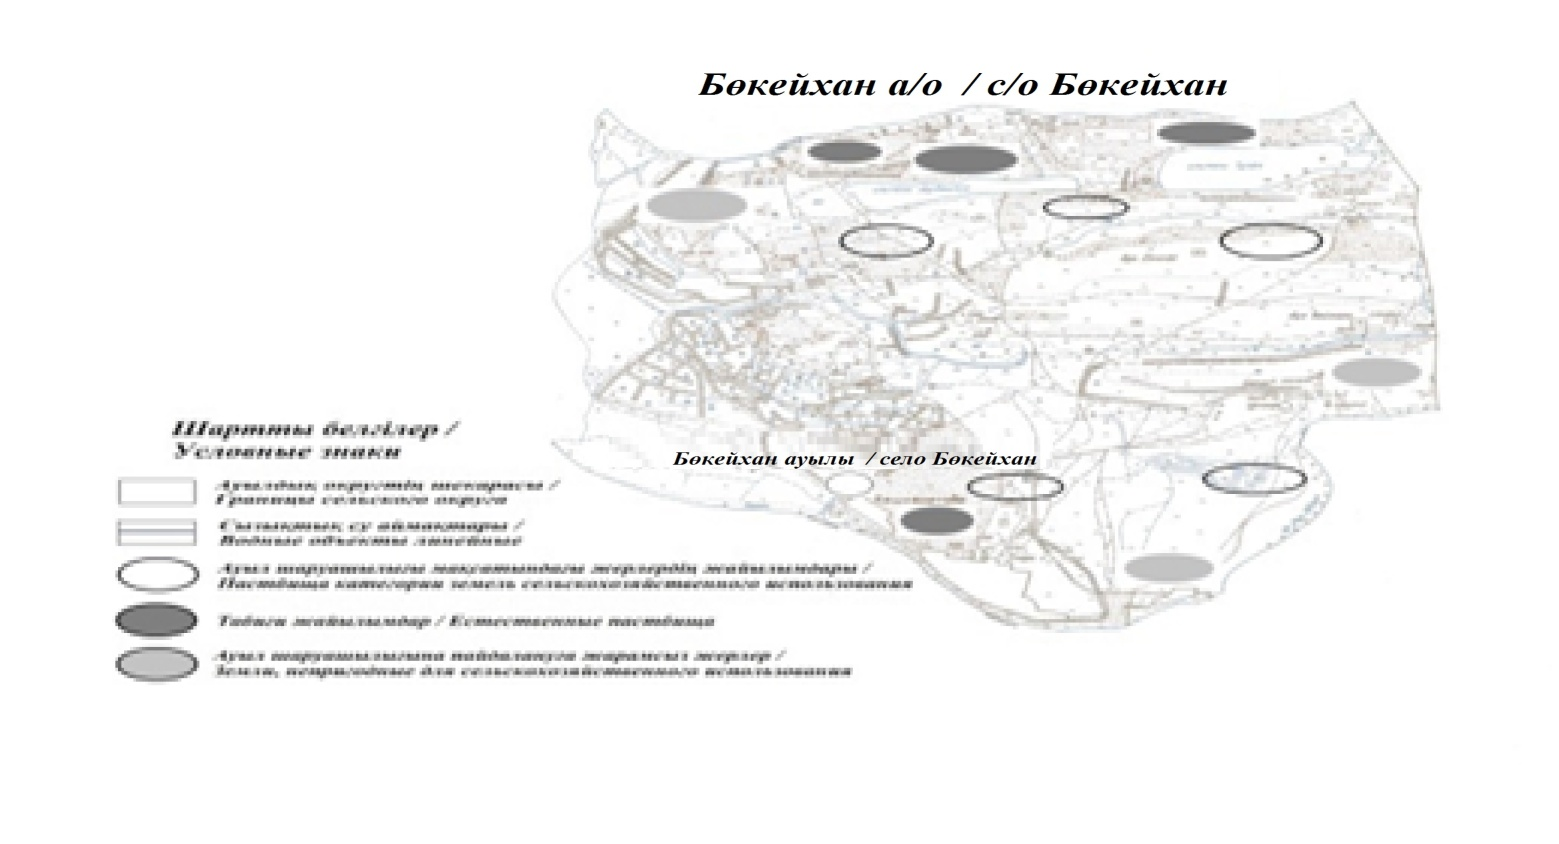 Бөкейхан а/о / с/о Бөкейхан
Бөкейхан ауылы / село Бөкейхан
Шартты белгілер /
Условные знаки
Ауылдық округтің шекарасы /
Границы сельского округа
Сызықтық су аймақтары /
Водные объекты линейные
Ауыл шаруашылығы мақсатындағы жерлердің жайылымдары /
Пастбища категории земель сельскохозяйственного использования
Табиғи жайылымдар / Естественные пастбища
Ауыл шаруашылығына пайдалануға жарамсыз жерлер /
Земли, непригодные для сельскохозяйственного использования